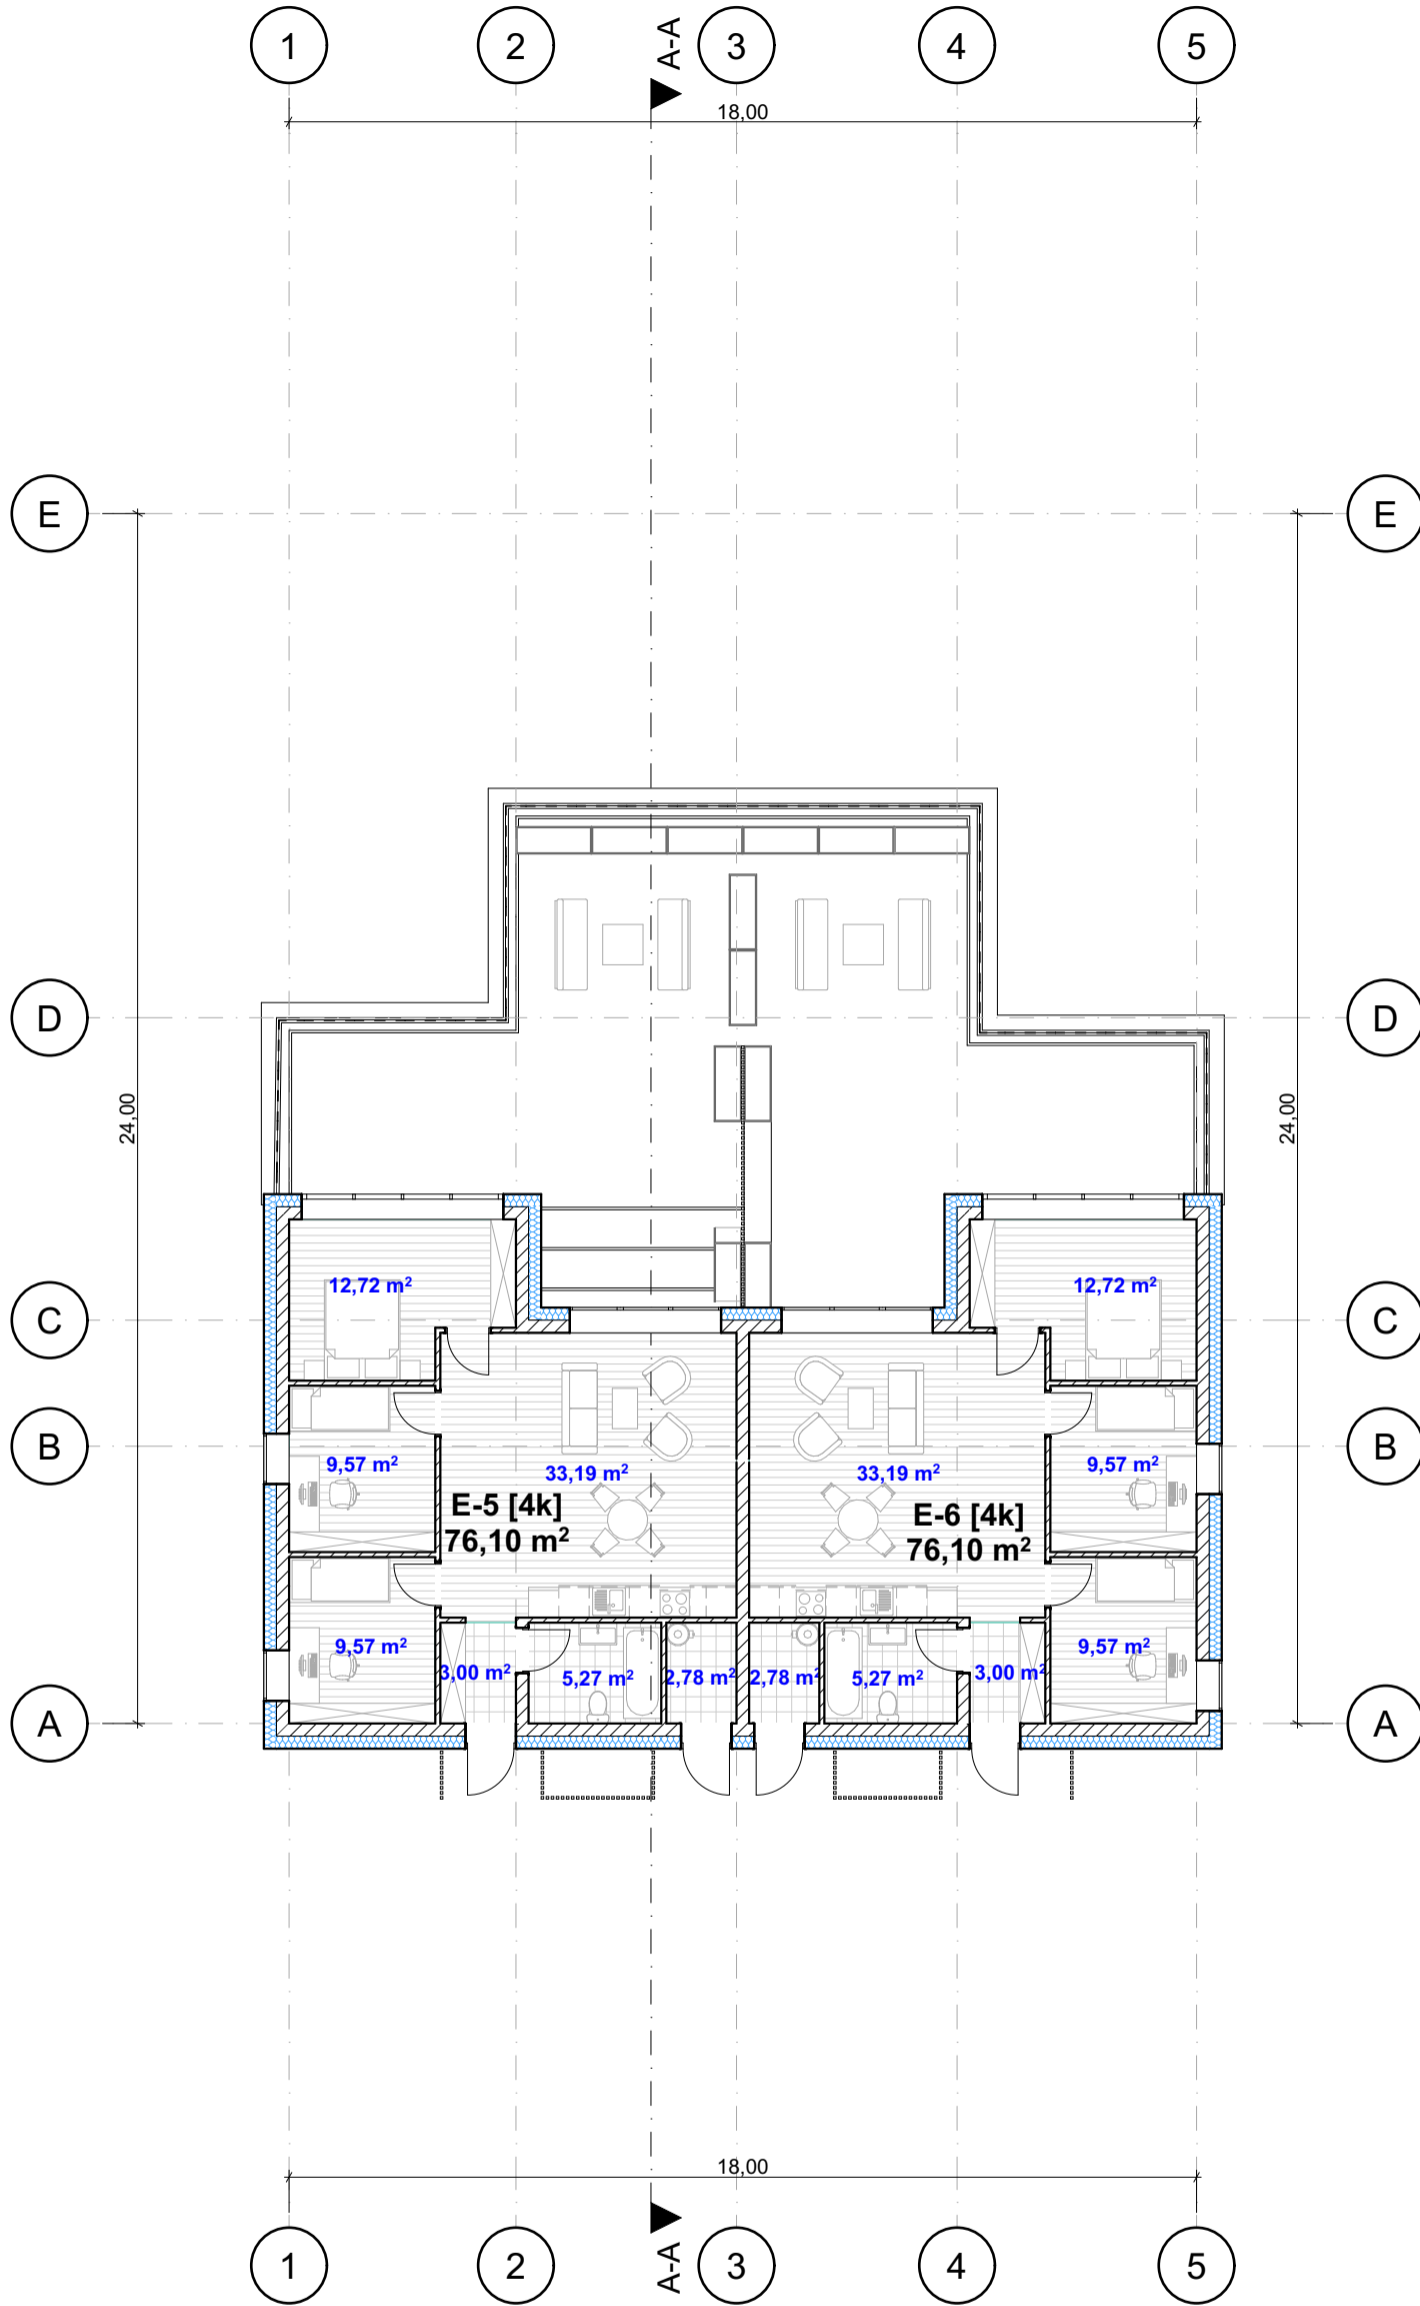 1 2 A-A 3 4 5
18,00
E E
D D
24,00 24,00
12,72 m² 12,72 m²
C C
B B
9,57 m² 33,19 m² 33,19 m² 9,57 m²
E-5 [4k] E-6 [4k]
76,10 m² 76,10 m²
9,57 m² 3,00 m² 5,27 m² 2,78 m² 2,78 m² 5,27 m² 3,00 m² 9,57 m²
A A
18,00
1 2 A-A 3 4 5